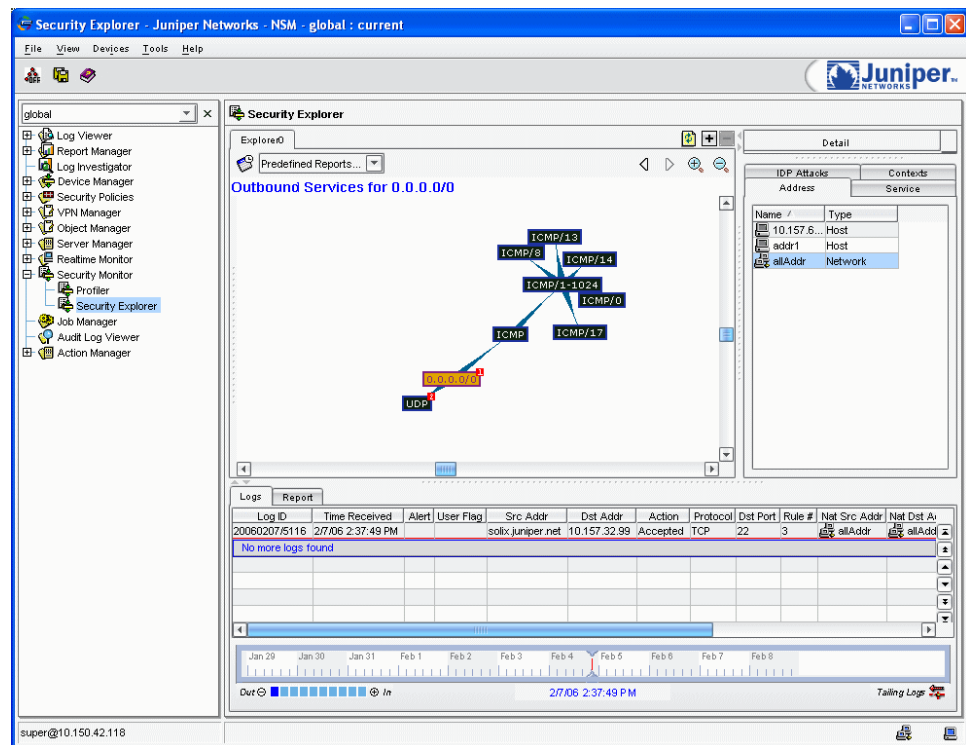 Security Explorer - Juniper Networks - NSM - global : current
File View Devices Tools Help
OFF
Juniper
NETWORKS
TM
global
Log Viewer
Report Manager
Log Investigator
Device Manager
Security Policies
VPN Manager
Object Manager
Server Manager
Realtime Monitor
Security Monitor
Profiler
Security Explorer
Job Manager
Audit Log Viewer
Action Manager
Security Explorer
Explorer0
Predefined Reports...
Outbound Services for 0.0.0.0/0
ICMP/13
ICMP/8
ICMP/14
ICMP/1-1024
ICMP/0
ICMP
ICMP/17
0.0.0.0/0
1
UDP
Detail
IDP Attacks Contexts
Address Service
Name Type
10.157.6... Host
addr1 Host
allAddr Network
Logs Report
Log ID Time Received Alert User Flag Src Addr Dst Addr Action Protocol Dst Port Rule # Nat Src Addr Nat Dst A
20060207/5116 2/7/06 2:37:49 PM solix.juniper.net 10.157.32.99 Accepted TCP 22 3 allAddr allAdd
No more logs found
Jan 29 Jan 30 Jan 31 Feb 1 Feb 2 Feb 3 Feb 4 Feb 5 Feb 6 Feb 7 Feb 8
Out In 2/7/06 2:37:49 PM Tailing Logs
super@10.150.42.118